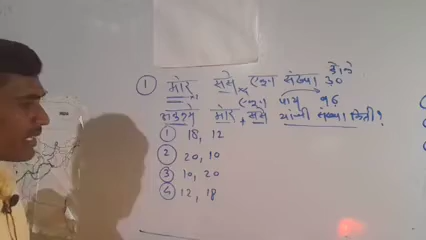 ① मोर, ससे एकूण संख्या 30
एकूण पाय 96
मोर + ससे यांची संख्या किती?
① 18, 12
② 20, 10
③ 10, 20
④ 12, 18